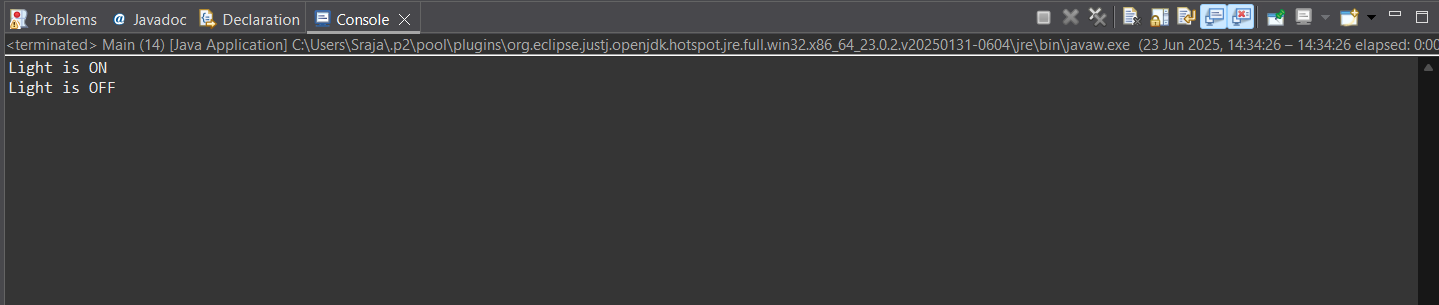 Problems @ Javadoc Declaration Console
<terminated> Main (14) [Java Application] C:\Users\Sraja\.p2\pool\plugins\org.eclipse.justj.openjdk.hotspot.jre.full.win32.x86_64_23.0.2.v20250131-0604\jre\bin\javaw.exe (23 Jun 2025, 14:34:26 – 14:34:26 elapsed: 0:00
Light is ON
Light is OFF